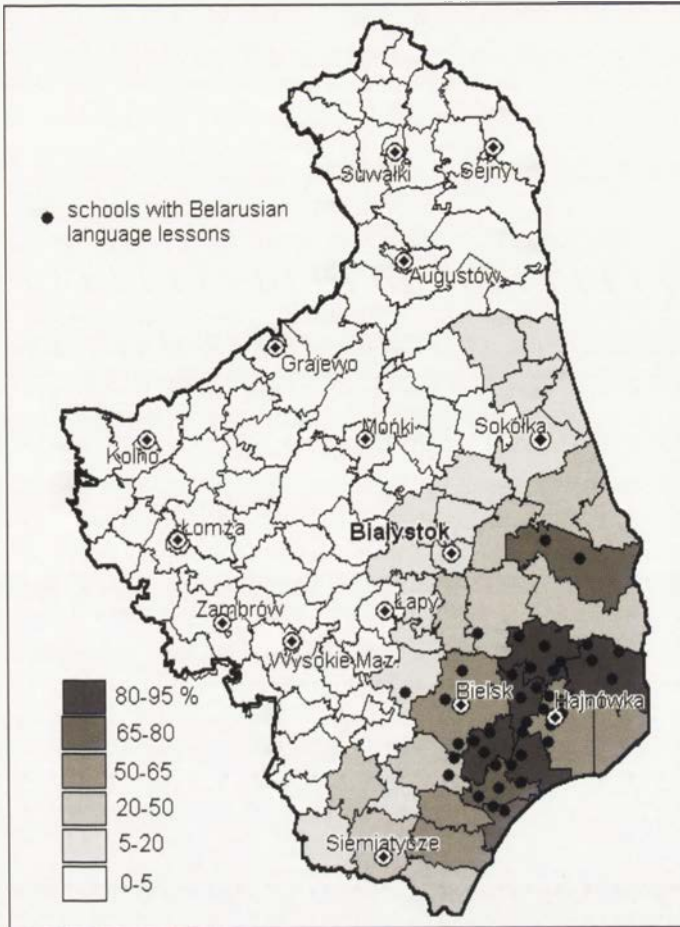 Suwałki
Sejny
schools with Belarusian
language lessons
Augustów
Grajewo
Mońki
Sokółka
Kolno
Łomża
Białystok
Zambrów
Łapy
Wysokie Maz.
80-95 %
Bielsk
Hajnówka
65-80
50-65
20-50
5-20
Siemiatycze
0-5